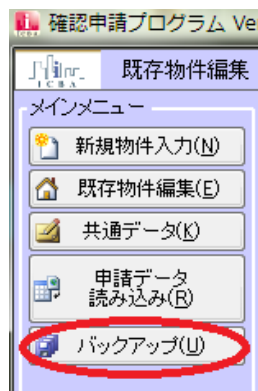 確認申請プログラム Ve
ICBA
既存物件編集
メインメニュー
新規物件入力(N)
既存物件編集(E)
共通データ(K)
申請データ
読み込み(R)
バックアップ(U)